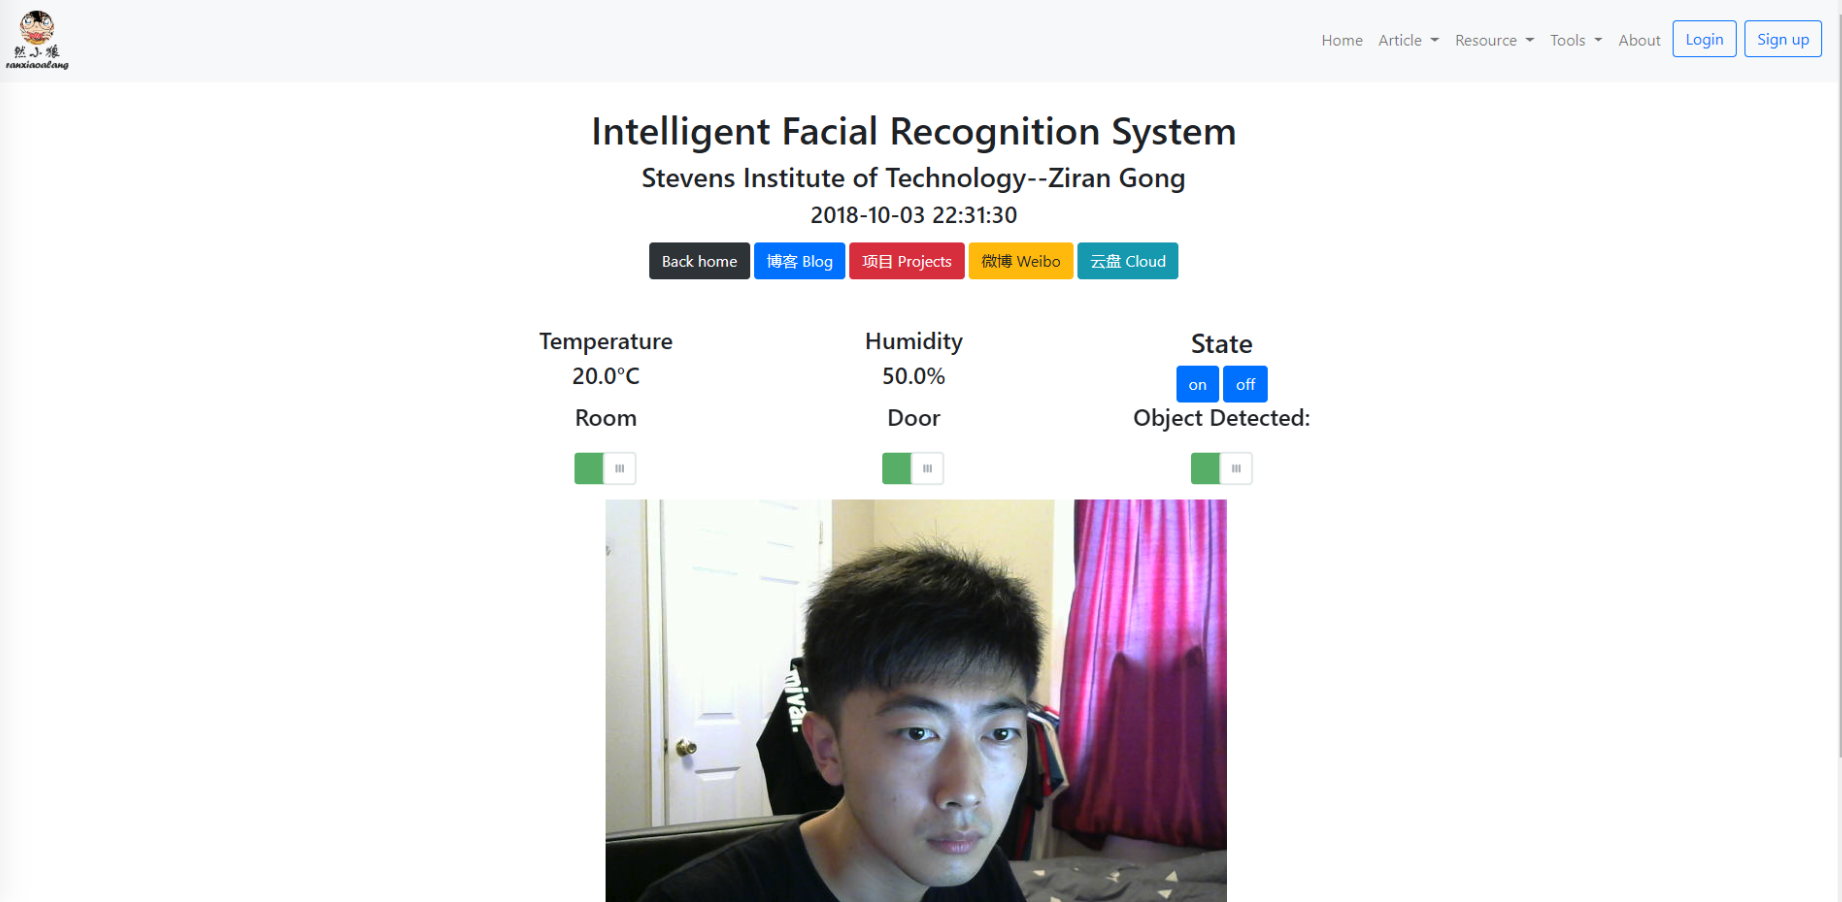 然小狼
ranxiaoalang
Home Article Resource Tools About Login Sign up
Intelligent Facial Recognition System
Stevens Institute of Technology--Ziran Gong
2018-10-03 22:31:30
Back home 博客 Blog 项目 Projects 微博 Weibo 云盘 Cloud
Temperature Humidity State
20.0°C 50.0% on off
Room Door Object Detected: